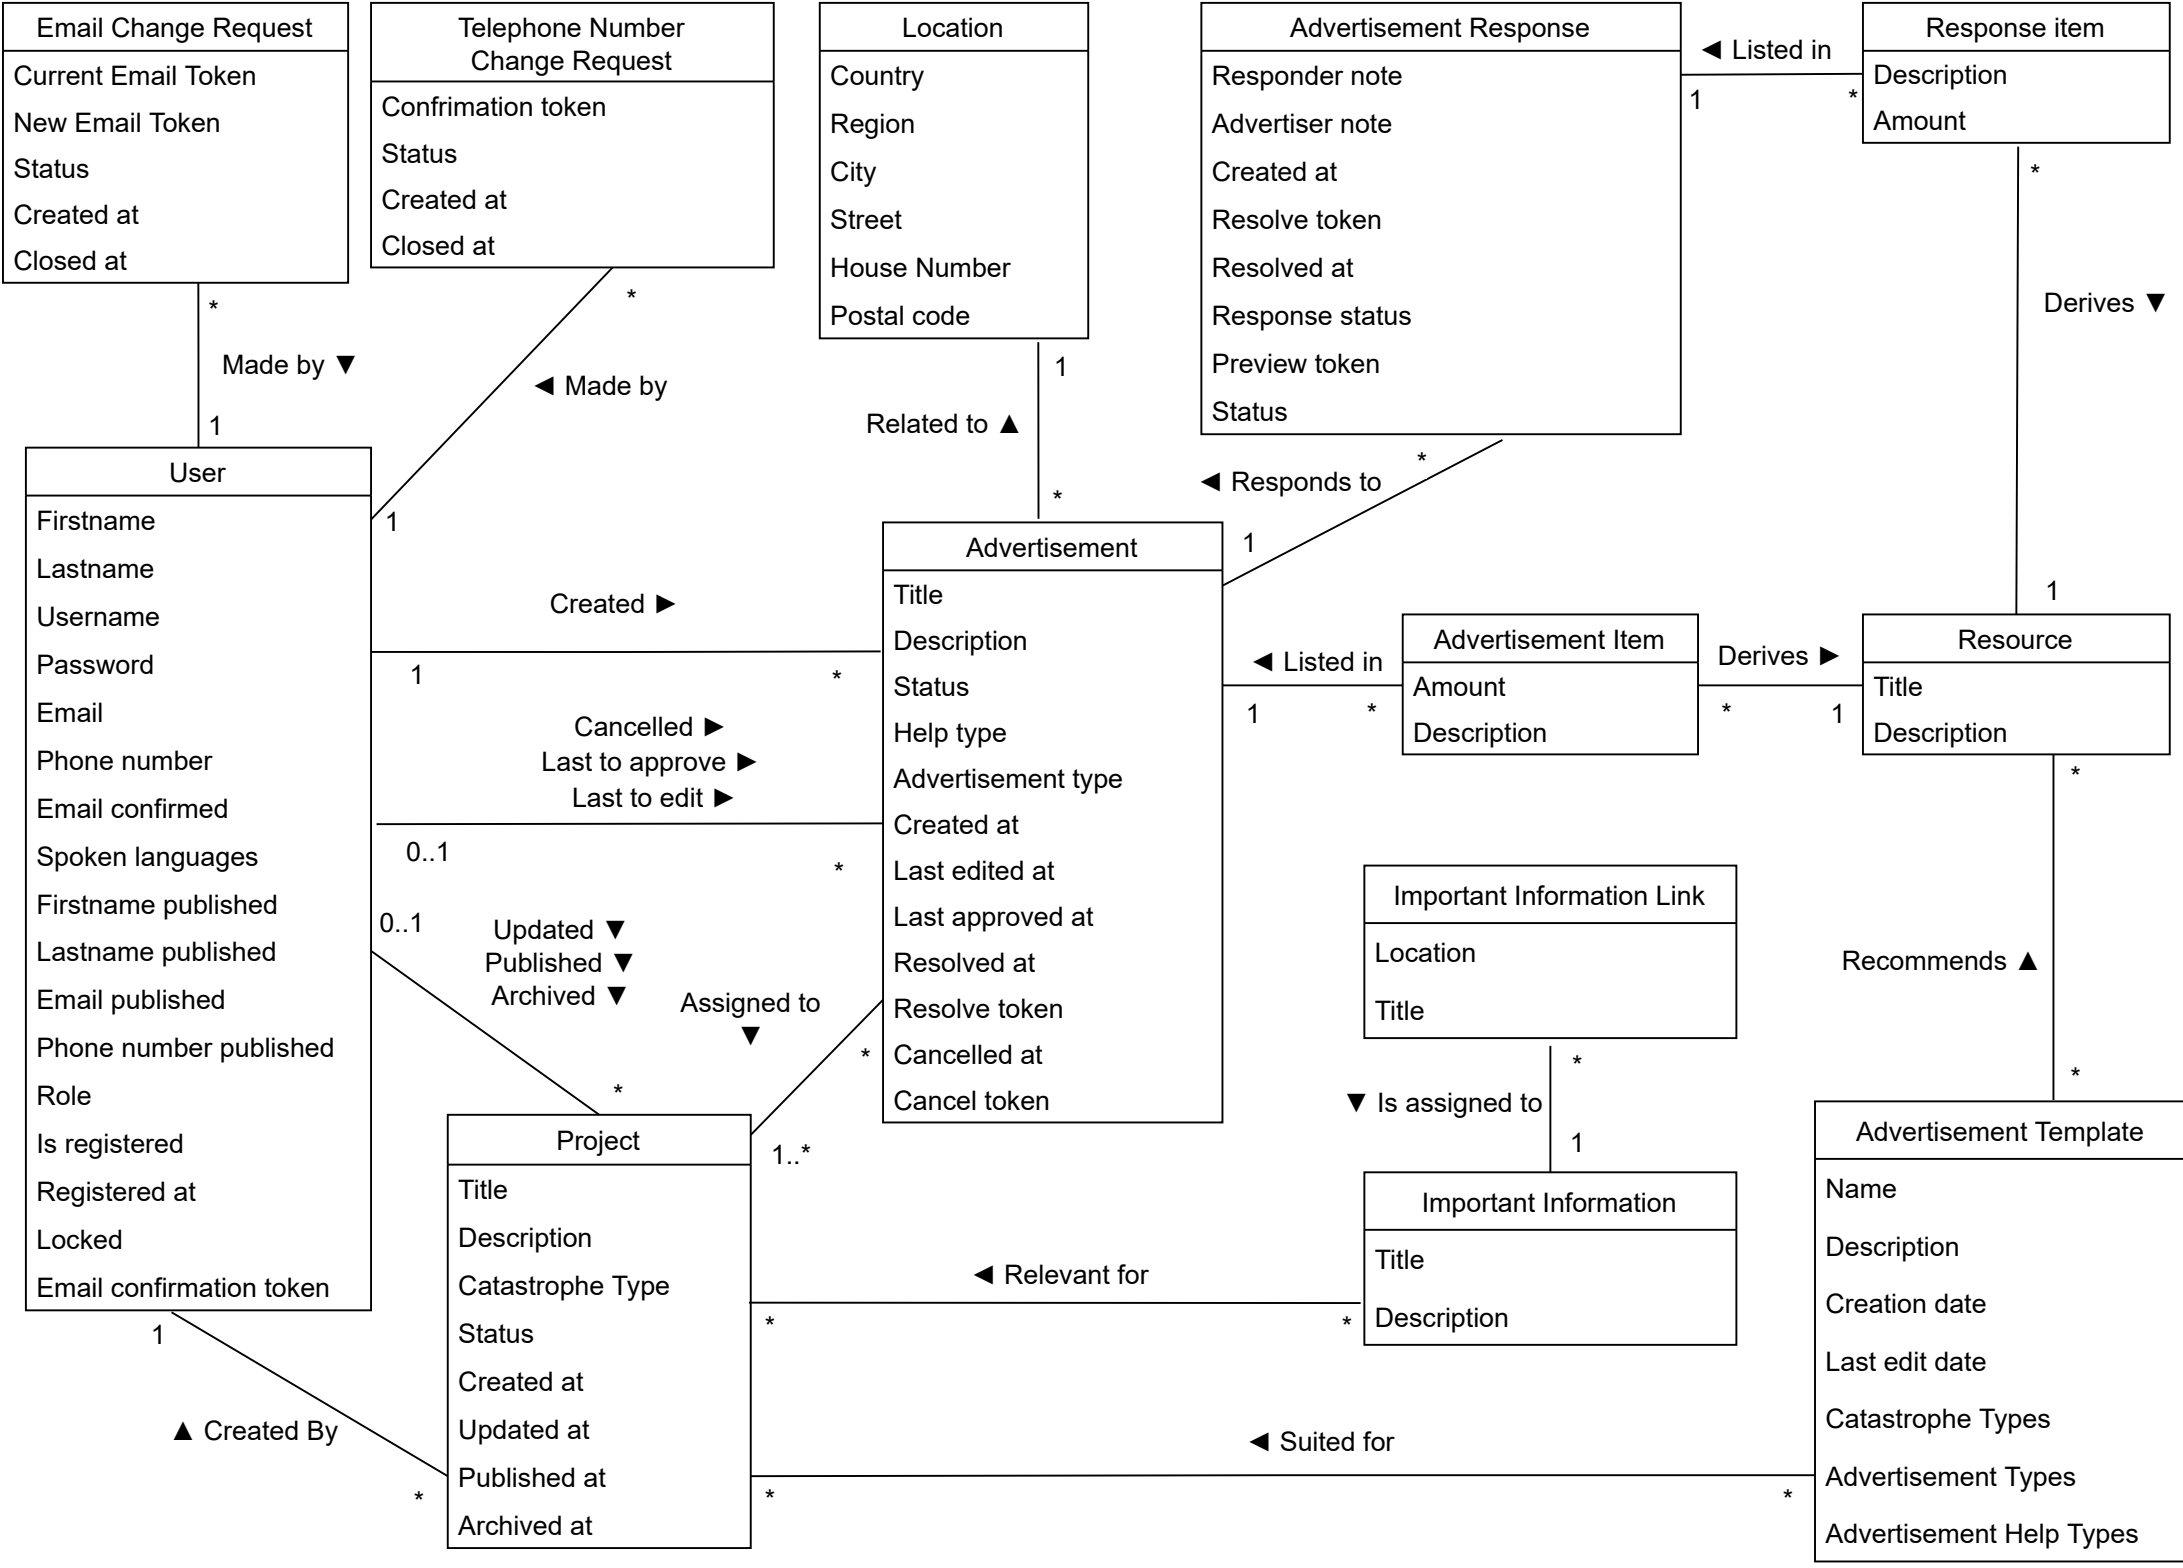 Email Change Request
Current Email Token
New Email Token
Status
Created at
Closed at
Telephone Number
Change Request
Confrimation token
Status
Created at
Closed at
Location
Country
Region
City
Street
House Number
Postal code
Advertisement Response
Responder note
Advertiser note
Created at
Resolve token
Resolved at
Response status
Preview token
Status
◄ Listed in
1
*
Response item
Description
Amount
*
Derives ▼
1
*
Made by ▼
1
*
◄ Made by
1
1
Related to ▲
*
*
◄ Responds to
1
User
Firstname
Lastname
Username
Password
Email
Phone number
Email confirmed
Spoken languages
Firstname published
Lastname published
Email published
Phone number published
Role
Is registered
Registered at
Locked
Email confirmation token
Created ►
1
*
Cancelled ►
Last to approve ►
Last to edit ►
0..1
*
0..1
Updated ▼
Published ▼
Archived ▼
*
Assigned to
▼
*
1..*
Advertisement
Title
Description
Status
Help type
Advertisement type
Created at
Last edited at
Last approved at
Resolved at
Resolve token
Cancelled at
Cancel token
◄ Listed in
1
*
Advertisement Item
Amount
Description
Derives ►
*
1
Resource
Title
Description
*
Recommends ▲
*
Important Information Link
Location
Title
*
▼ Is assigned to
1
Important Information
Title
Description
Advertisement Template
Name
Description
Creation date
Last edit date
Catastrophe Types
Advertisement Types
Advertisement Help Types
Project
Title
Description
Catastrophe Type
Status
Created at
Updated at
Published at
Archived at
◄ Relevant for
*
*
◄ Suited for
*
*
1
▲ Created By
*